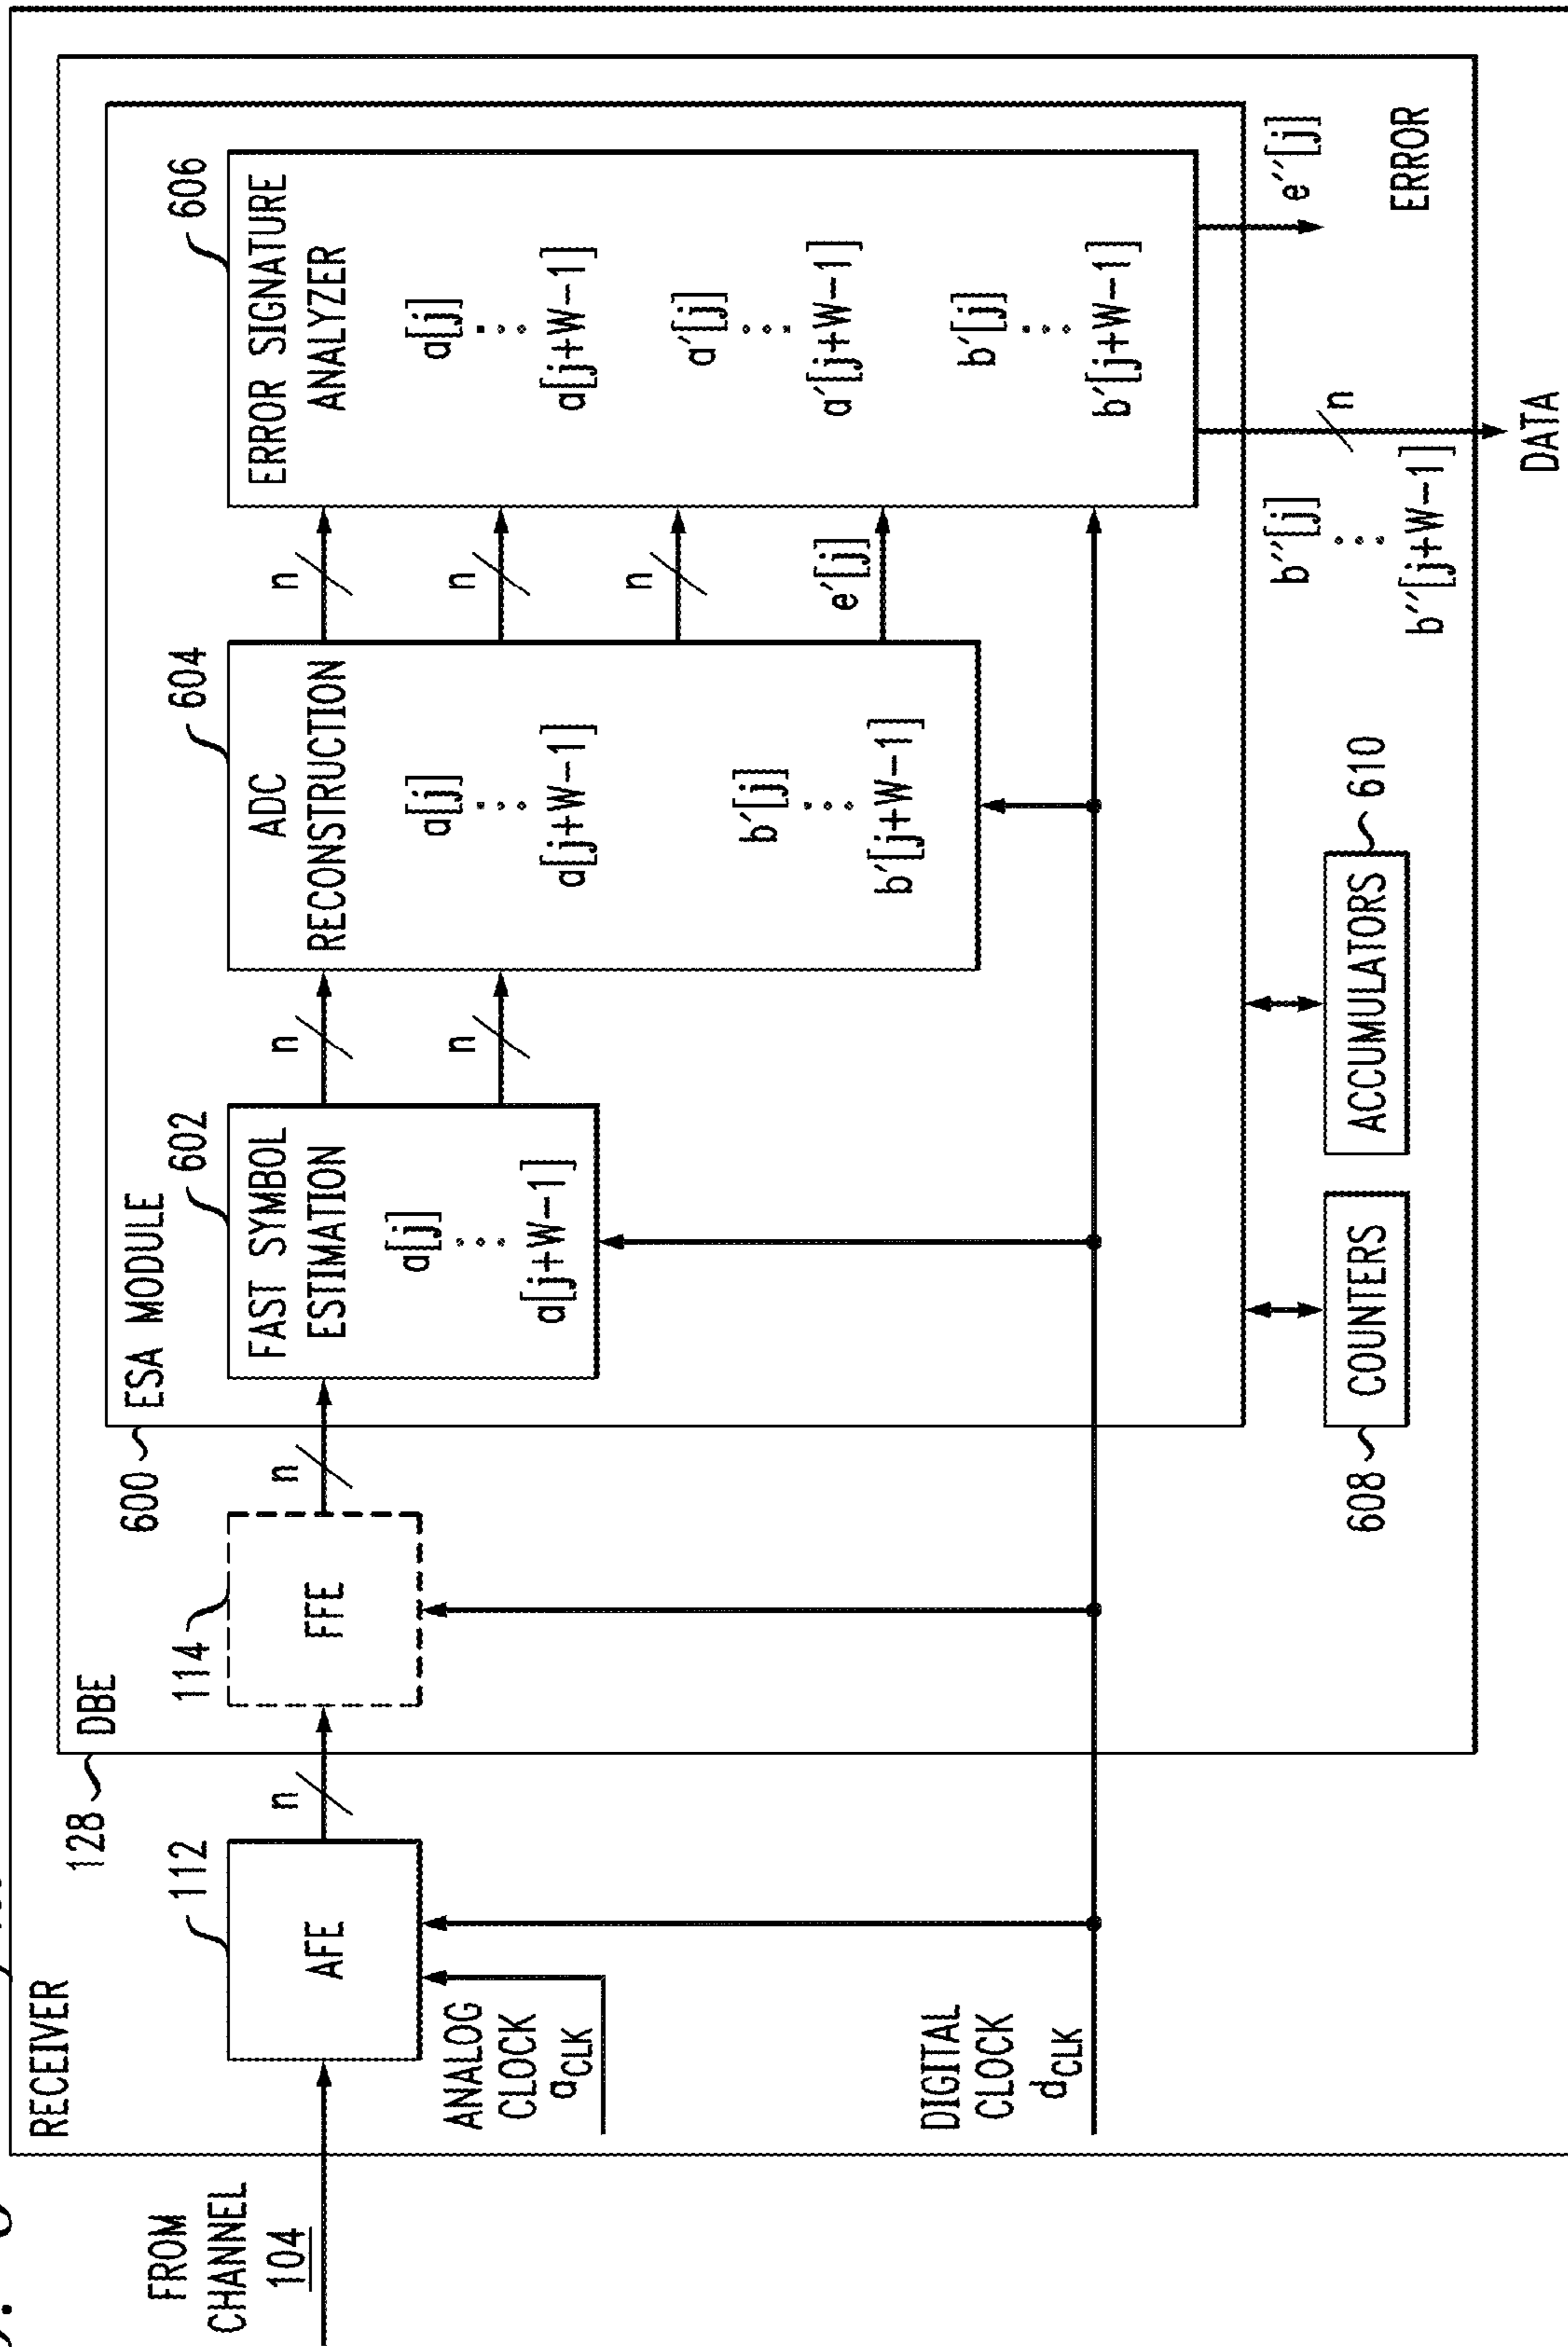 RECEIVER
128
DBE
600
ESA MODULE
FROM
CHANNEL
104
112
AFE
n
114
FFE
n
602
FAST SYMBOL
ESTIMATION
a[j]
a[j+W-1]
n
n
604
ADC
RECONSTRUCTION
a[j]
a[j+W-1]
b'[j]
b'[j+W-1]
n
n
n
e'[j]
606
ERROR SIGNATURE
ANALYZER
a[j]
a[j+W-1]
a'[j]
a'[j+W-1]
b'[j]
b'[j+W-1]
ANALOG
CLOCK
aCLK
DIGITAL
CLOCK
dCLK
608
COUNTERS
ACCUMULATORS
610
b''[j]
b''[j+W-1]
n
DATA
e''[j]
ERROR